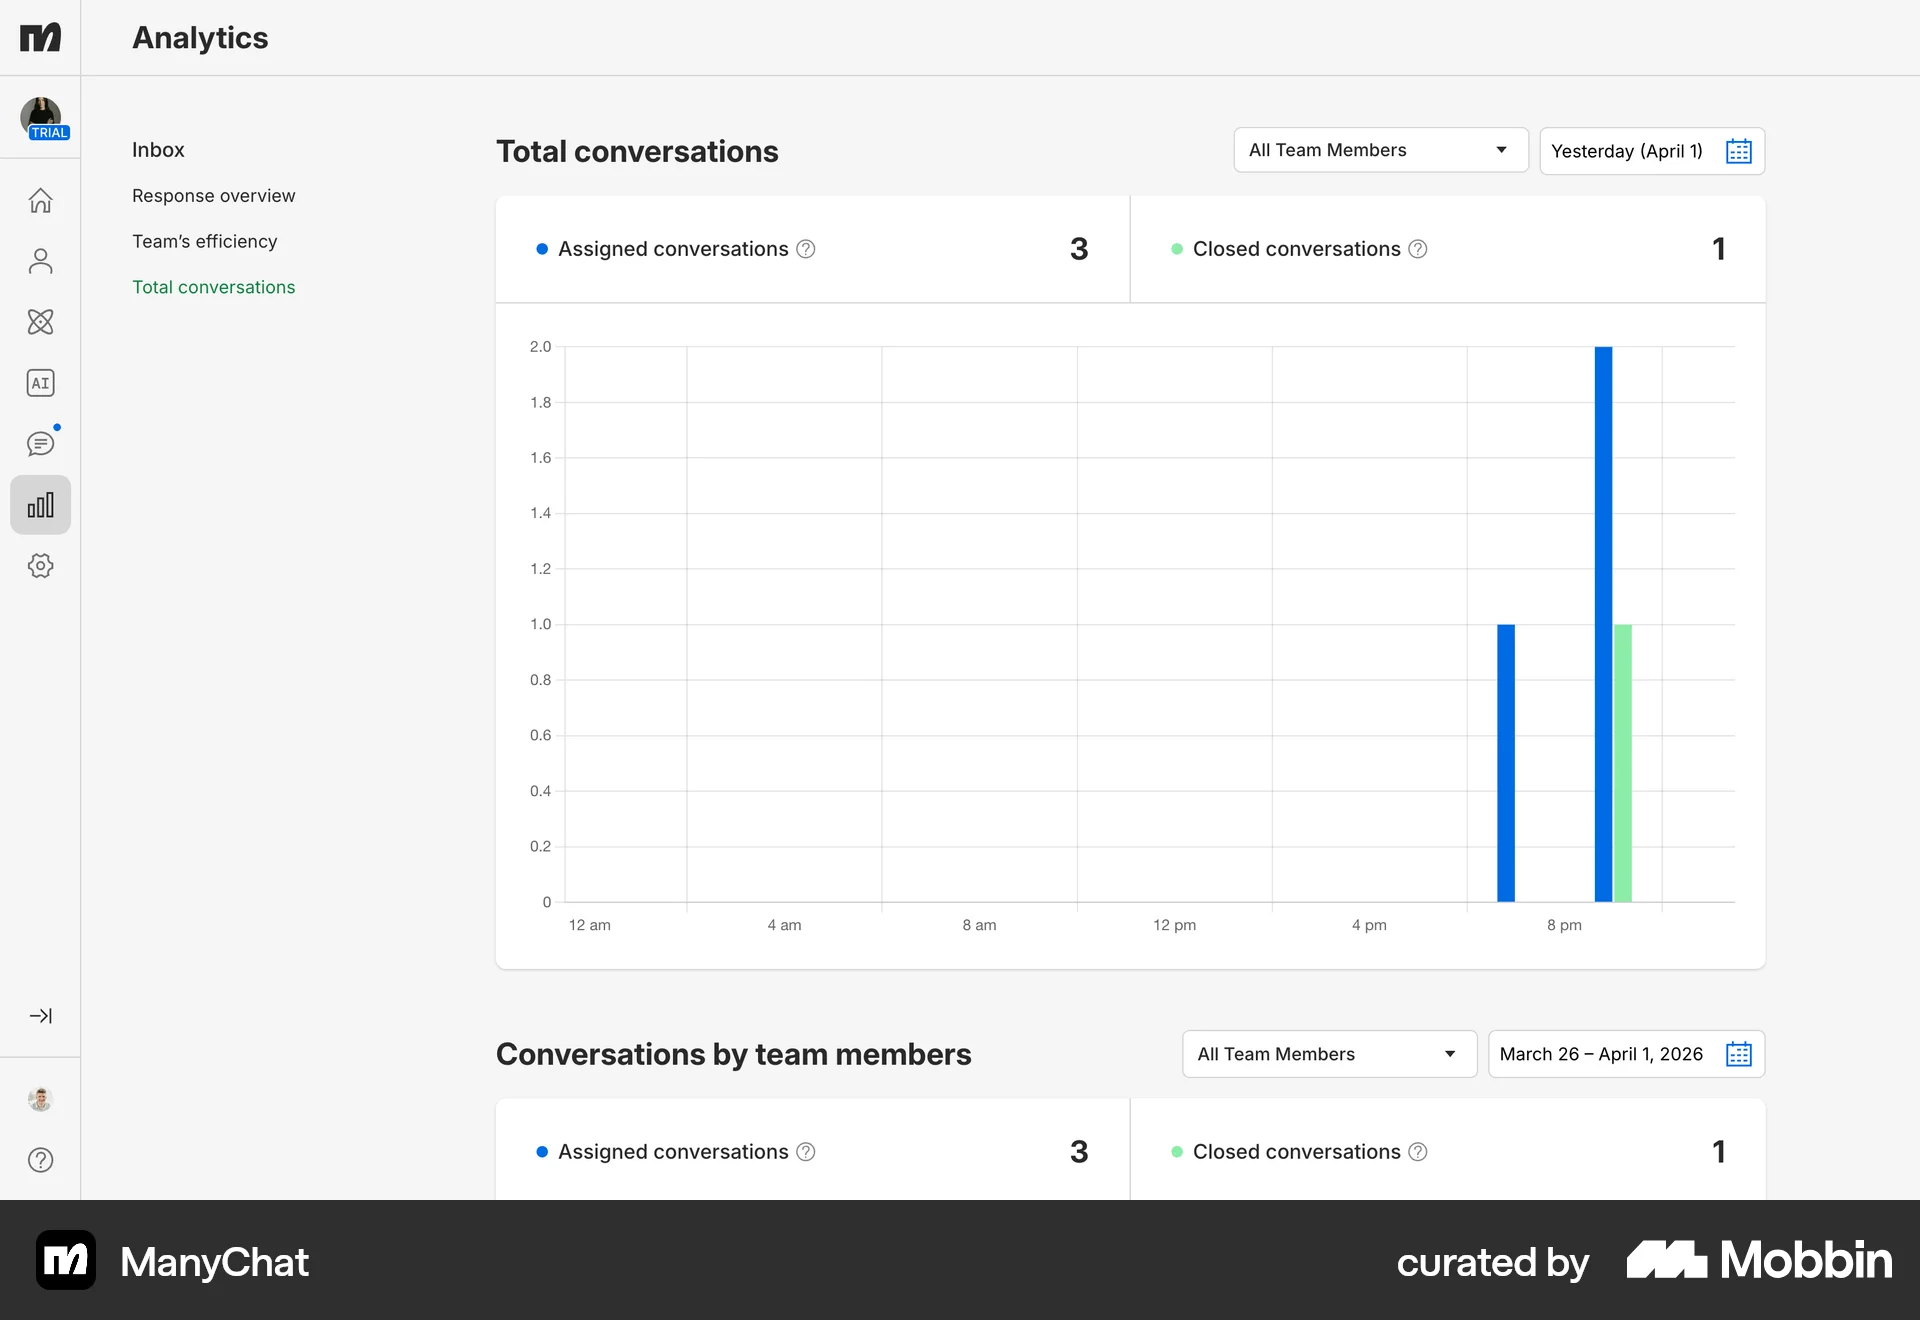 Analytics
TRIAL
AI
Inbox
Response overview
Team’s efficiency
Total conversations
Total conversations
All Team Members
Yesterday (April 1)
Assigned conversations ?
3
Closed conversations ?
1
2.0
1.8
1.6
1.4
1.2
1.0
0.8
0.6
0.4
0.2
0
12 am
4 am
8 am
12 pm
4 pm
8 pm
Conversations by team members
All Team Members
March 26 – April 1, 2026
Assigned conversations ?
3
Closed conversations ?
1
?
ManyChat
curated by
Mobbin